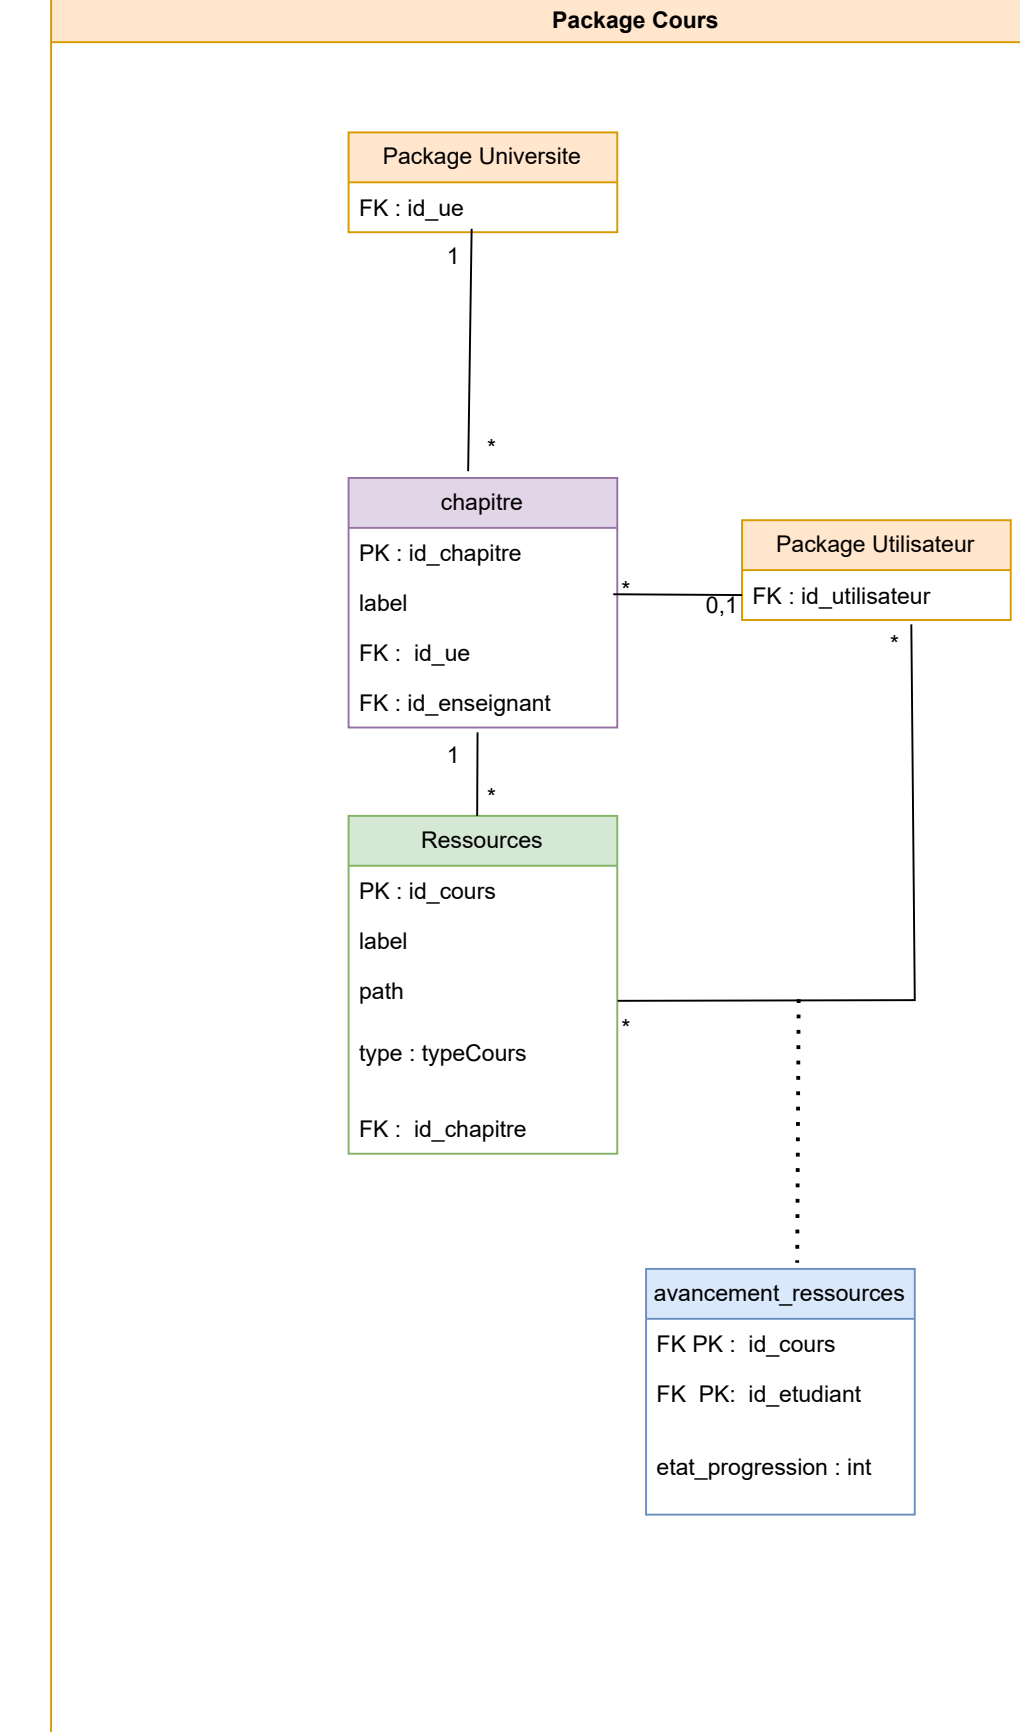 Package Cours
Package Universite
FK : id_ue
1
*
chapitre
PK : id_chapitre
label
FK :  id_ue
FK : id_enseignant
*
0,1
Package Utilisateur
FK : id_utilisateur
*
1
*
Ressources
PK : id_cours
label
path
type : typeCours
FK :  id_chapitre
*
avancement_ressources
FK PK :  id_cours
FK  PK:  id_etudiant
etat_progression : int